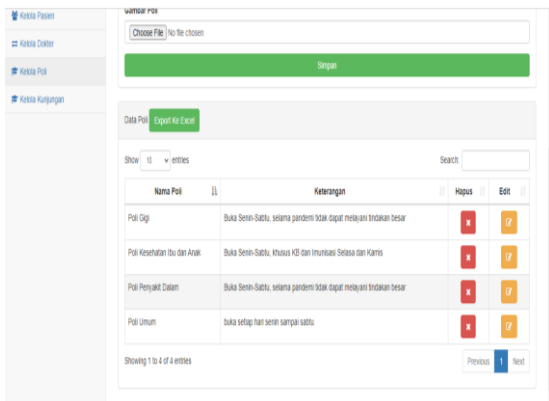 Kelola Pasien
Kelola Dokter
Kelola Poli
Kelola Kunjungan
Gambar Poli
Choose File No file chosen
Simpan
Data Poli Export Ke Excel
Show 10 entries Search:
Nama Poli Keterangan Hapus Edit
Poli Gigi Buka Senin-Sabtu, selama pandemi tidak dapat melayani tindakan besar
Poli Kesehatan Ibu dan Anak Buka Senin-Sabtu, khusus KB dan Imunisasi Selasa dan Kamis
Poli Penyakit Dalam Buka Senin-Sabtu, selama pandemi tidak dapat melayani tindakan besar
Poli Umum buka setiap hari senin sampai sabtu
Showing 1 to 4 of 4 entries Previous 1 Next